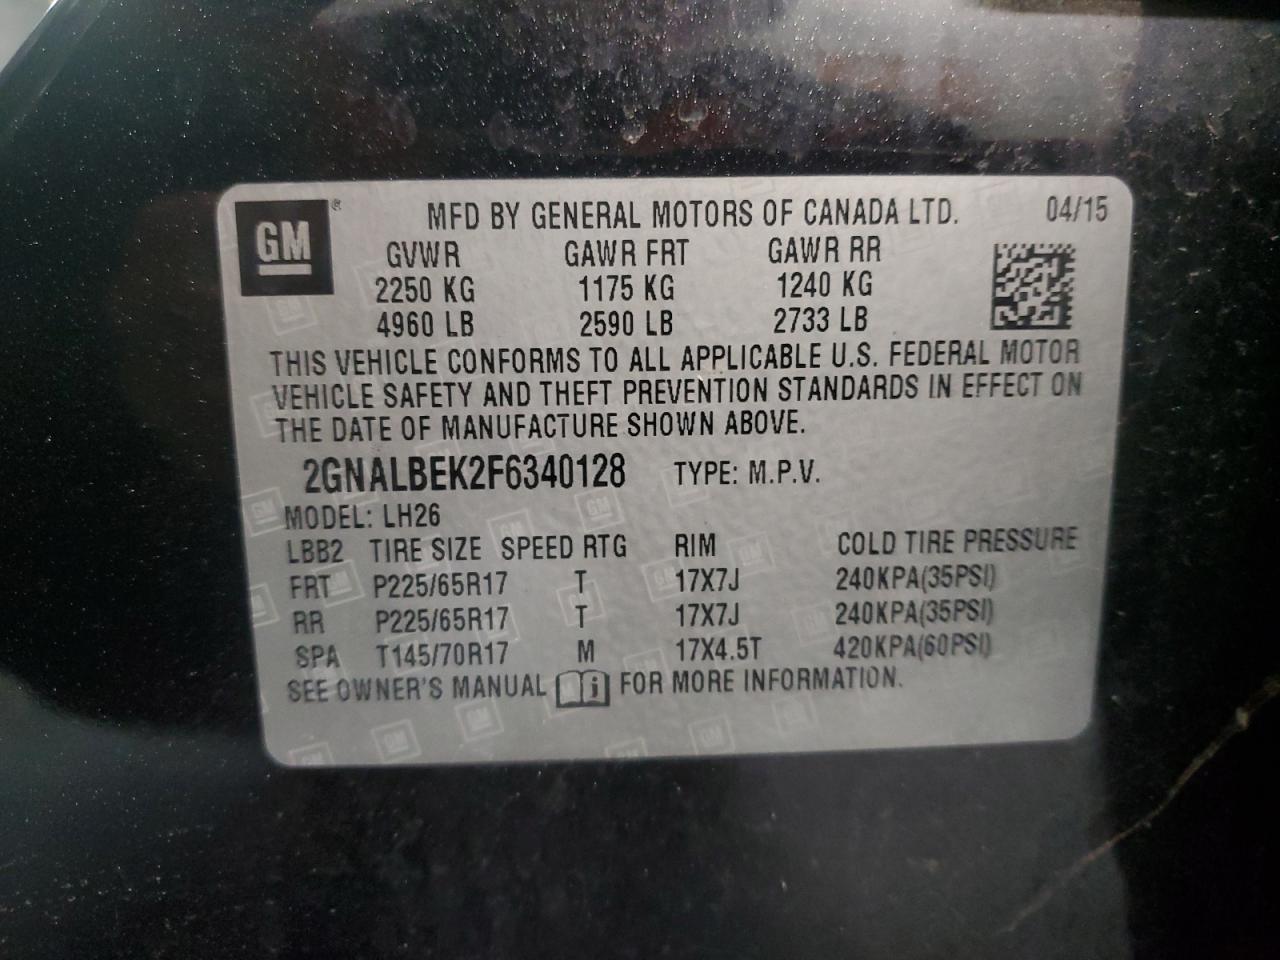 GM®
MFD BY GENERAL MOTORS OF CANADA LTD. 04/15
GVWR GAWR FRT GAWR RR
2250 KG 1175 KG 1240 KG
4960 LB 2590 LB 2733 LB
THIS VEHICLE CONFORMS TO ALL APPLICABLE U.S. FEDERAL MOTOR
VEHICLE SAFETY AND THEFT PREVENTION STANDARDS IN EFFECT ON
THE DATE OF MANUFACTURE SHOWN ABOVE.
2GNALBEK2F6340128 TYPE: M.P.V.
MODEL: LH26
LBB2 TIRE SIZE SPEED RTG RIM COLD TIRE PRESSURE
FRT P225/65R17 T 17X7J 240KPA(35PSI)
RR P225/65R17 T 17X7J 240KPA(35PSI)
SPA T145/70R17 M 17X4.5T 420KPA(60PSI)
SEE OWNER'S MANUAL i FOR MORE INFORMATION.